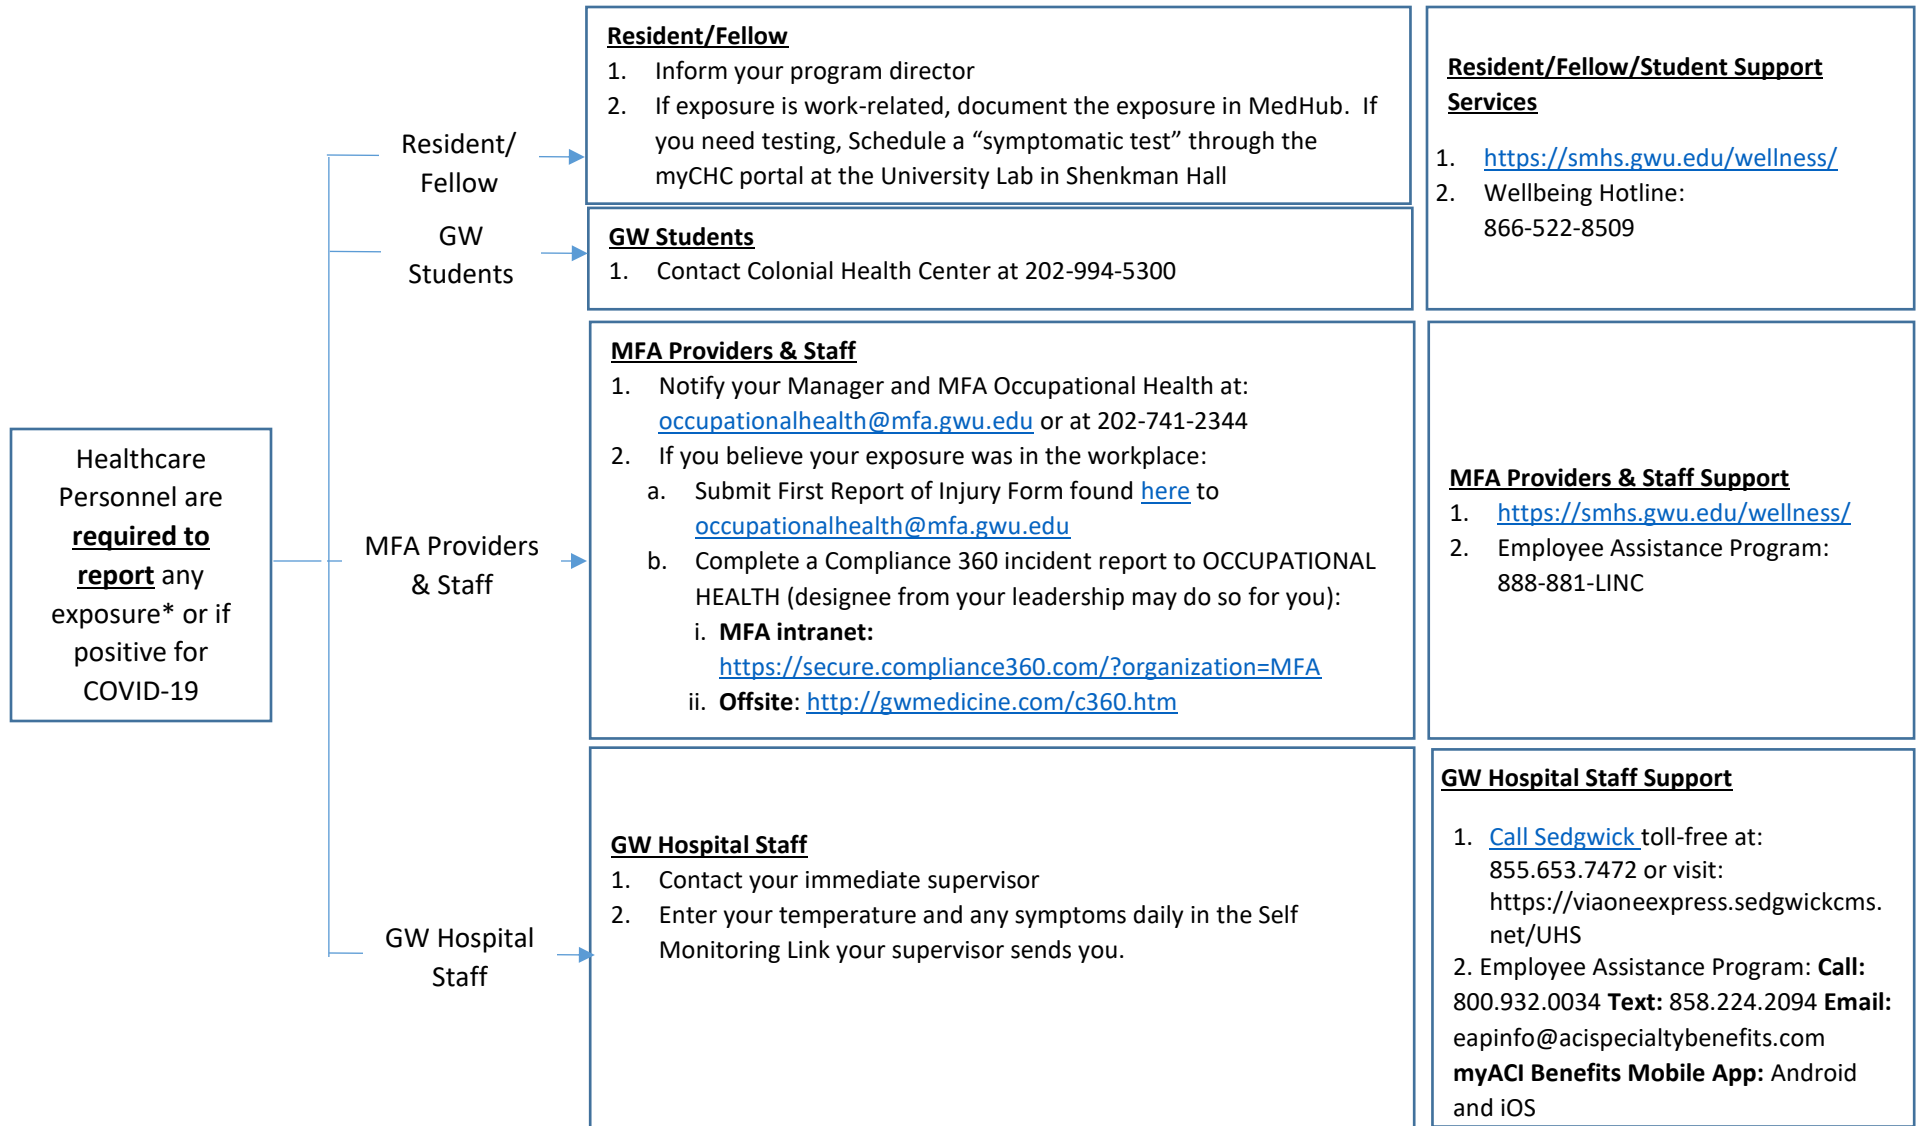 Healthcare
Personnel are
required to
report any
exposure* or if
positive for
COVID-19
Resident/
Fellow
GW
Students
MFA Providers
& Staff
GW Hospital
Staff
Resident/Fellow
1. Inform your program director
2. If exposure is work-related, document the exposure in MedHub. If
you need testing, Schedule a “symptomatic test” through the
myCHC portal at the University Lab in Shenkman Hall
GW Students
1. Contact Colonial Health Center at 202-994-5300
MFA Providers & Staff
1. Notify your Manager and MFA Occupational Health at:
occupationalhealth@mfa.gwu.edu or at 202-741-2344
2. If you believe your exposure was in the workplace:
a. Submit First Report of Injury Form found here to
occupationalhealth@mfa.gwu.edu
b. Complete a Compliance 360 incident report to OCCUPATIONAL
HEALTH (designee from your leadership may do so for you):
i. MFA intranet:
https://secure.compliance360.com/?organization=MFA
ii. Offsite: http://gwmedicine.com/c360.htm
GW Hospital Staff
1. Contact your immediate supervisor
2. Enter your temperature and any symptoms daily in the Self
Monitoring Link your supervisor sends you.
Resident/Fellow/Student Support
Services
1. https://smhs.gwu.edu/wellness/
2. Wellbeing Hotline:
866-522-8509
MFA Providers & Staff Support
1. https://smhs.gwu.edu/wellness/
2. Employee Assistance Program:
888-881-LINC
GW Hospital Staff Support
1. Call Sedgwick toll-free at:
855.653.7472 or visit:
https://viaoneexpress.sedgwickcms.
net/UHS
2. Employee Assistance Program: Call:
800.932.0034 Text: 858.224.2094 Email:
eapinfo@acispecialtybenefits.com
myACI Benefits Mobile App: Android
and iOS